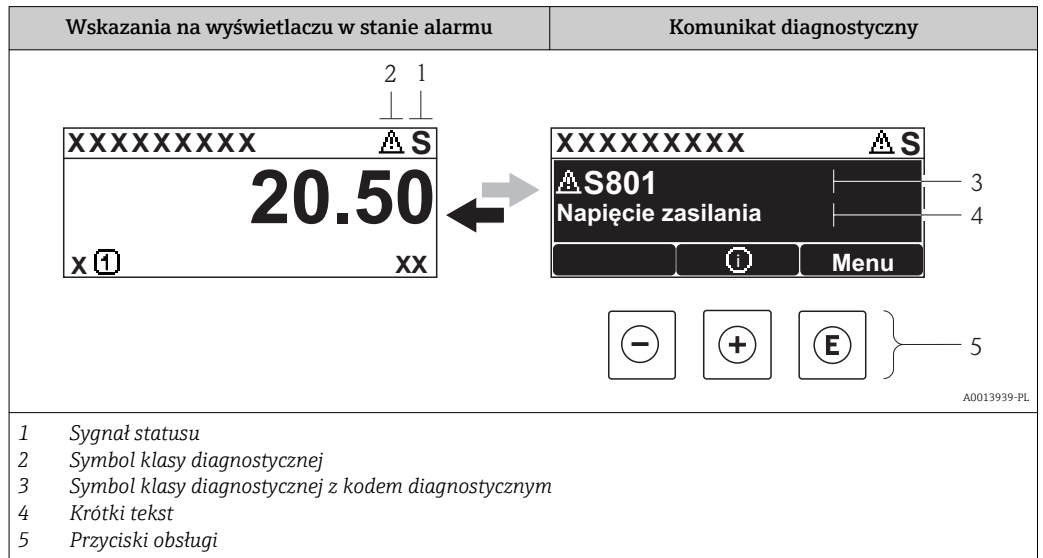 Wskazania na wyświetlaczu w stanie alarmu Komunikat diagnostyczny
2 1
XXXXXXXXX ⚠ S
20.50
X 1 XX
XXXXXXXXX ⚠ S
⚠S801 3
Napięcie zasilania 4
i Menu
- + E 5
A0013939-PL
1 Sygnał statusu
2 Symbol klasy diagnostycznej
3 Symbol klasy diagnostycznej z kodem diagnostycznym
4 Krótki tekst
5 Przyciski obsługi